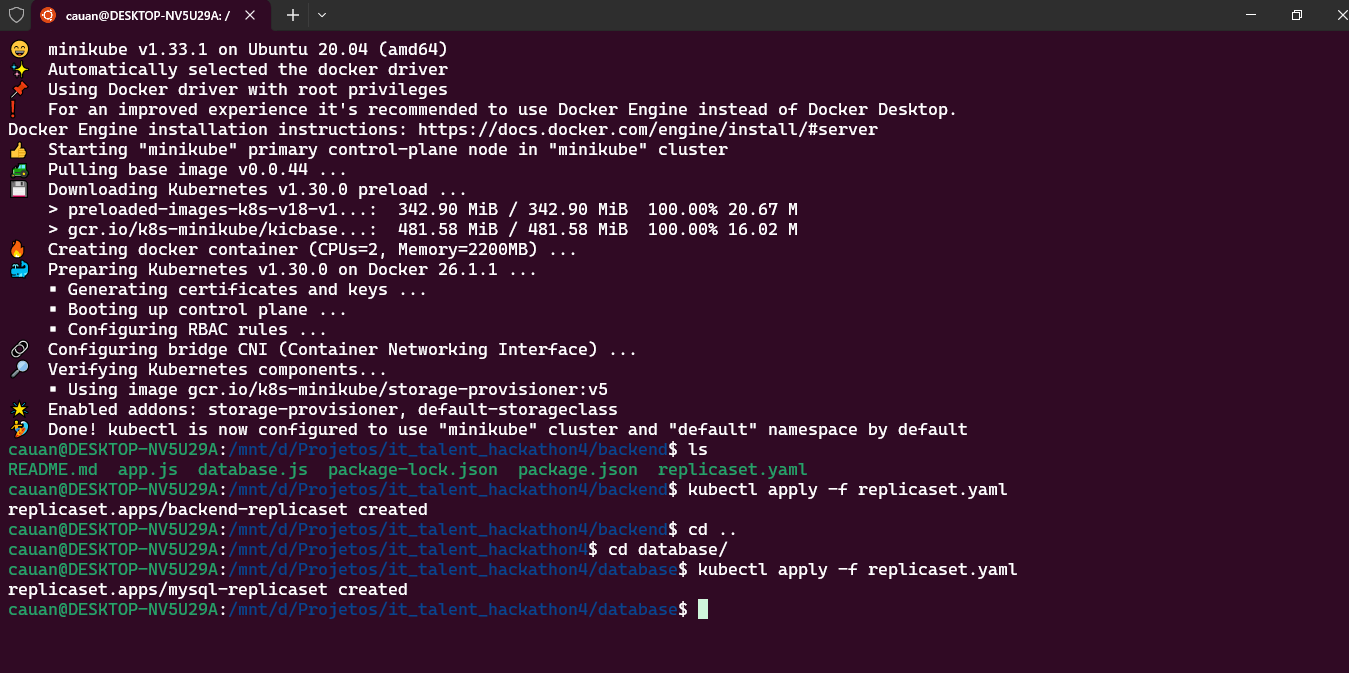 cauan@DESKTOP-NV5U29A: /
minikube v1.33.1 on Ubuntu 20.04 (amd64)
Automatically selected the docker driver
Using Docker driver with root privileges
For an improved experience it's recommended to use Docker Engine instead of Docker Desktop.
Docker Engine installation instructions: https://docs.docker.com/engine/install/#server
Starting "minikube" primary control-plane node in "minikube" cluster
Pulling base image v0.0.44 ...
Downloading Kubernetes v1.30.0 preload ...
> preloaded-images-k8s-v18-v1...:  342.90 MiB / 342.90 MiB  100.00% 20.67 M
> gcr.io/k8s-minikube/kicbase...:  481.58 MiB / 481.58 MiB  100.00% 16.02 M
Creating docker container (CPUs=2, Memory=2200MB) ...
Preparing Kubernetes v1.30.0 on Docker 26.1.1 ...
▪ Generating certificates and keys ...
▪ Booting up control plane ...
▪ Configuring RBAC rules ...
Configuring bridge CNI (Container Networking Interface) ...
Verifying Kubernetes components...
▪ Using image gcr.io/k8s-minikube/storage-provisioner:v5
Enabled addons: storage-provisioner, default-storageclass
Done! kubectl is now configured to use "minikube" cluster and "default" namespace by default
cauan@DESKTOP-NV5U29A:/mnt/d/Projetos/it_talent_hackathon4/backend$ ls
README.md  app.js  database.js  package-lock.json  package.json  replicaset.yaml
cauan@DESKTOP-NV5U29A:/mnt/d/Projetos/it_talent_hackathon4/backend$ kubectl apply -f replicaset.yaml
replicaset.apps/backend-replicaset created
cauan@DESKTOP-NV5U29A:/mnt/d/Projetos/it_talent_hackathon4/backend$ cd ..
cauan@DESKTOP-NV5U29A:/mnt/d/Projetos/it_talent_hackathon4$ cd database/
cauan@DESKTOP-NV5U29A:/mnt/d/Projetos/it_talent_hackathon4/database$ kubectl apply -f replicaset.yaml
replicaset.apps/mysql-replicaset created
cauan@DESKTOP-NV5U29A:/mnt/d/Projetos/it_talent_hackathon4/database$